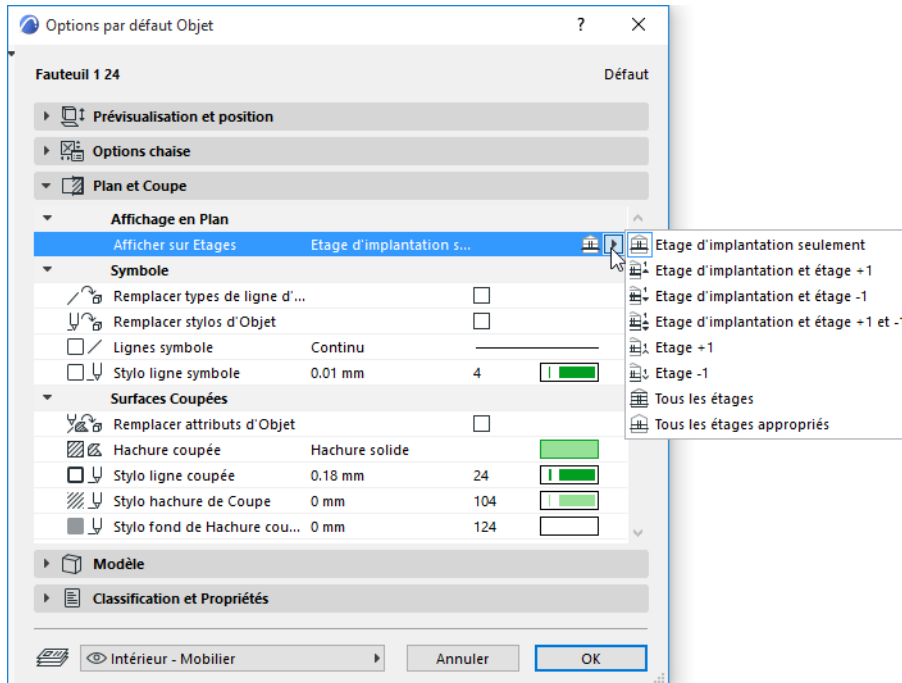 Options par défaut Objet
?
Fauteuil 1 24
Défaut
Prévisualisation et position
Options chaise
Plan et Coupe
Affichage en Plan
Afficher sur Etages Etage d'implantation s...
Symbole
Remplacer types de ligne d'...
Remplacer stylos d'Objet
Lignes symbole Continu
Stylo ligne symbole 0.01 mm 4
Surfaces Coupées
Remplacer attributs d'Objet
Hachure coupée Hachure solide
Stylo ligne coupée 0.18 mm 24
Stylo hachure de Coupe 0 mm 104
Stylo fond de Hachure cou... 0 mm 124
Modèle
Classification et Propriétés
Intérieur - Mobilier
Annuler
OK
Etage d'implantation seulement
Etage d'implantation et étage +1
Etage d'implantation et étage -1
Etage d'implantation et étage +1 et -1
Etage +1
Etage -1
Tous les étages
Tous les étages appropriés